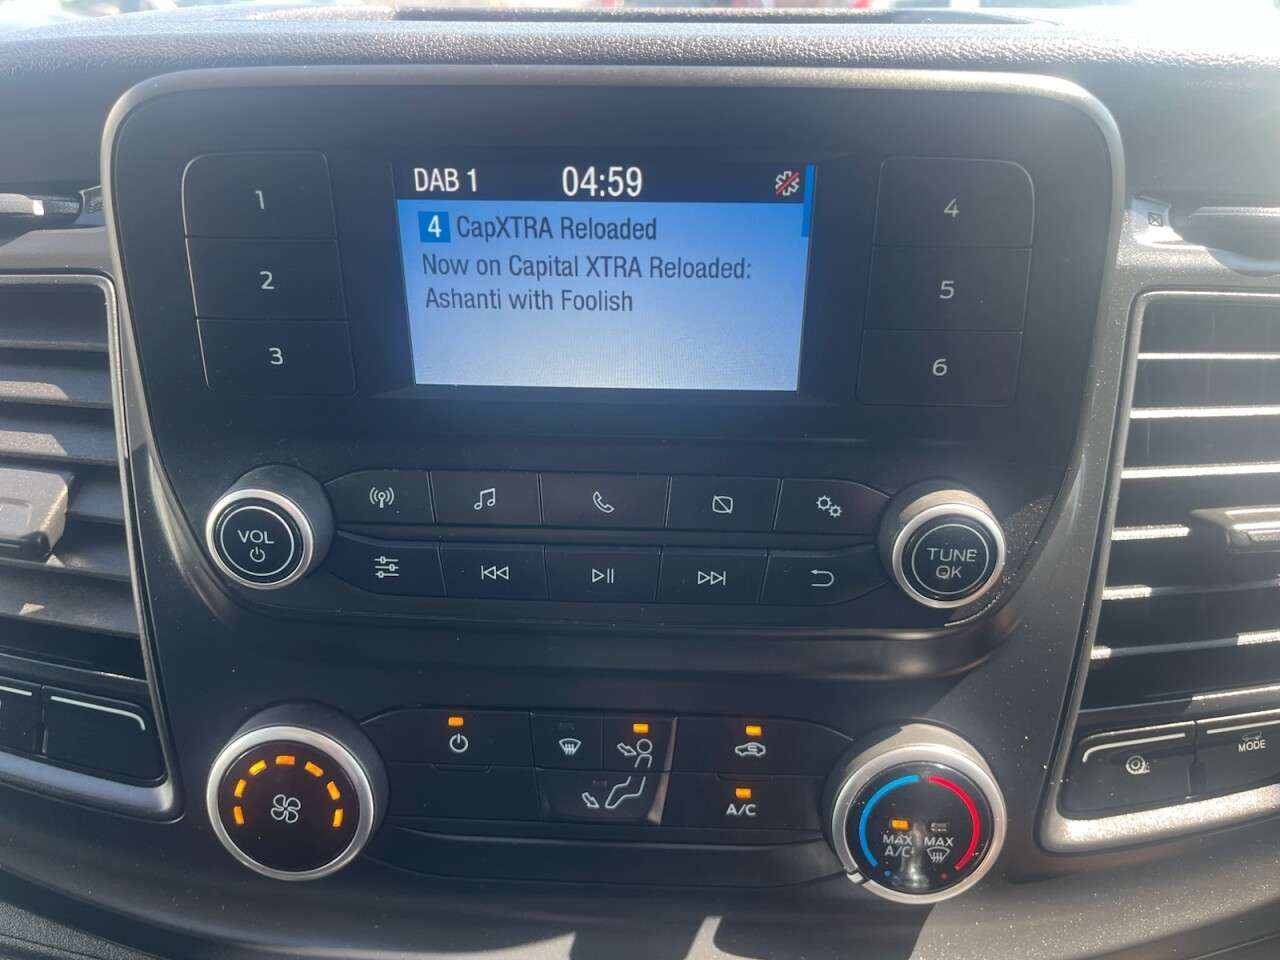 DAB 1 04:59
4 CapXTRA Reloaded
Now on Capital XTRA Reloaded:
Ashanti with Foolish
1
2
3
4
5
6
VOL
TUNE
OK
A/C
MAX
A/C
MAX
MODE